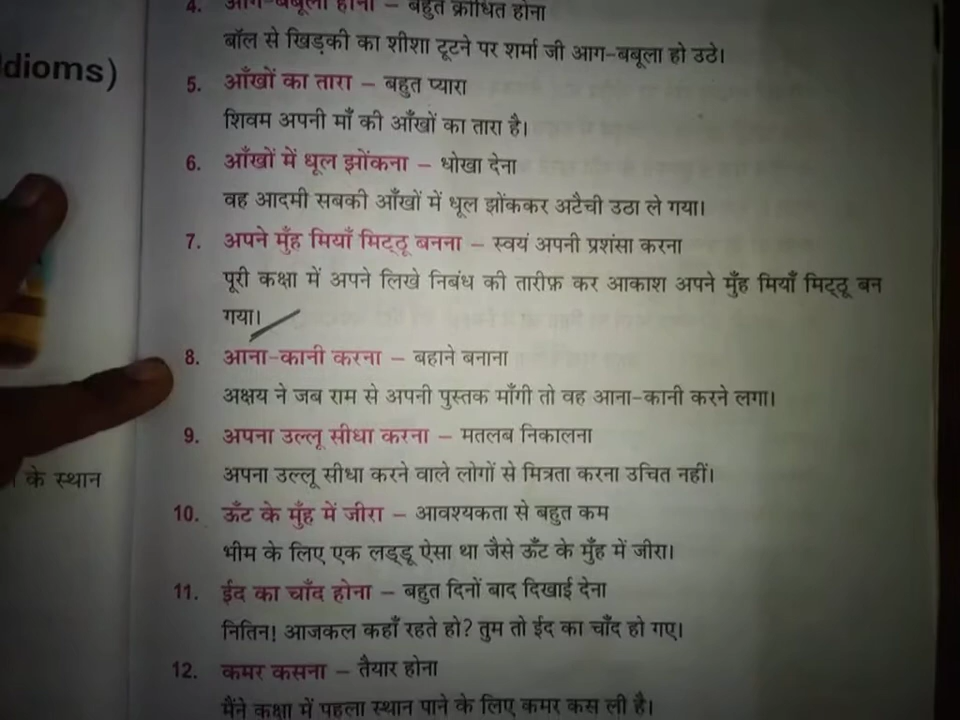 4. आग-बबूला होना – बहुत क्रोधित होना
बॉल से खिड़की का शीशा टूटने पर शर्मा जी आग-बबूला हो उठे।
dioms)
5. आँखों का तारा – बहुत प्यारा
शिवम अपनी माँ की आँखों का तारा है।
6. आँखों में धूल झोंकना – धोखा देना
वह आदमी सबकी आँखों में धूल झोंककर अटैची उठा ले गया।
7. अपने मुँह मियाँ मिट्ठू बनना – स्वयं अपनी प्रशंसा करना
पूरी कक्षा में अपने लिखे निबंध की तारीफ़ कर आकाश अपने मुँह मियाँ मिट्ठू बन
गया।
8. आना-कानी करना – बहाने बनाना
अक्षय ने जब राम से अपनी पुस्तक माँगी तो वह आना-कानी करने लगा।
9. अपना उल्लू सीधा करना – मतलब निकालना
अपना उल्लू सीधा करने वाले लोगों से मित्रता करना उचित नहीं।
के स्थान
10. ऊँट के मुँह में जीरा – आवश्यकता से बहुत कम
भीम के लिए एक लड्डू ऐसा था जैसे ऊँट के मुँह में जीरा।
11. ईद का चाँद होना – बहुत दिनों बाद दिखाई देना
नितिन! आजकल कहाँ रहते हो? तुम तो ईद का चाँद हो गए।
12. कमर कसना – तैयार होना
मैंने कक्षा में पहला स्थान पाने के लिए कमर कस ली है।